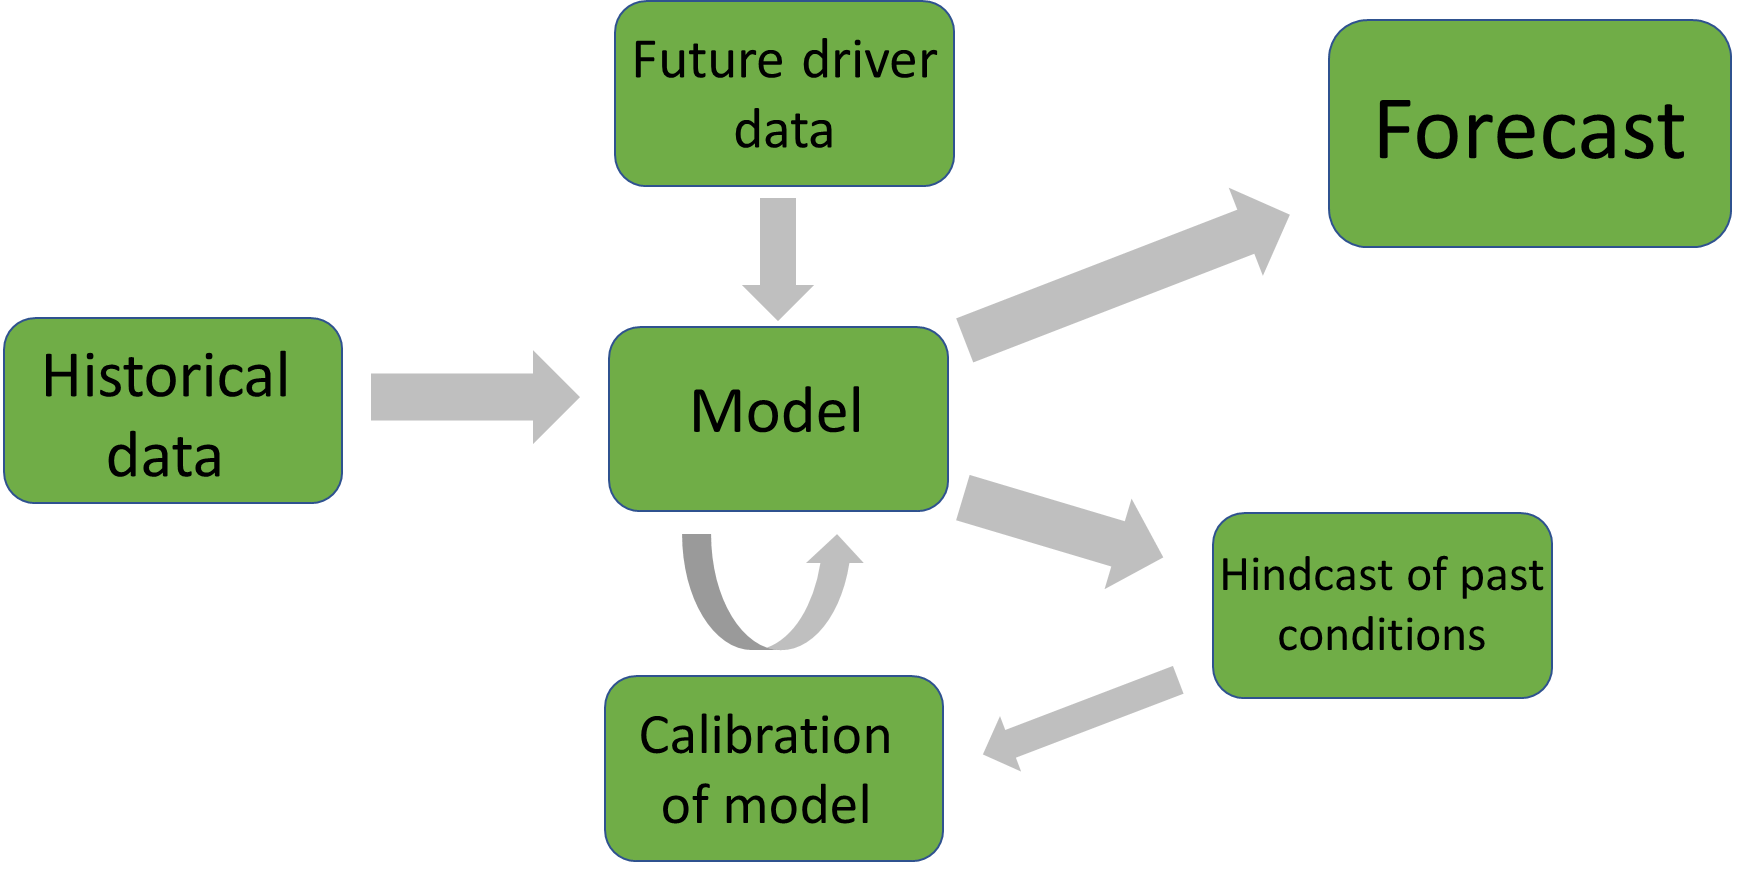 Future driver
data
Forecast
Historical
data
Model
Hindcast of past
conditions
Calibration
of model